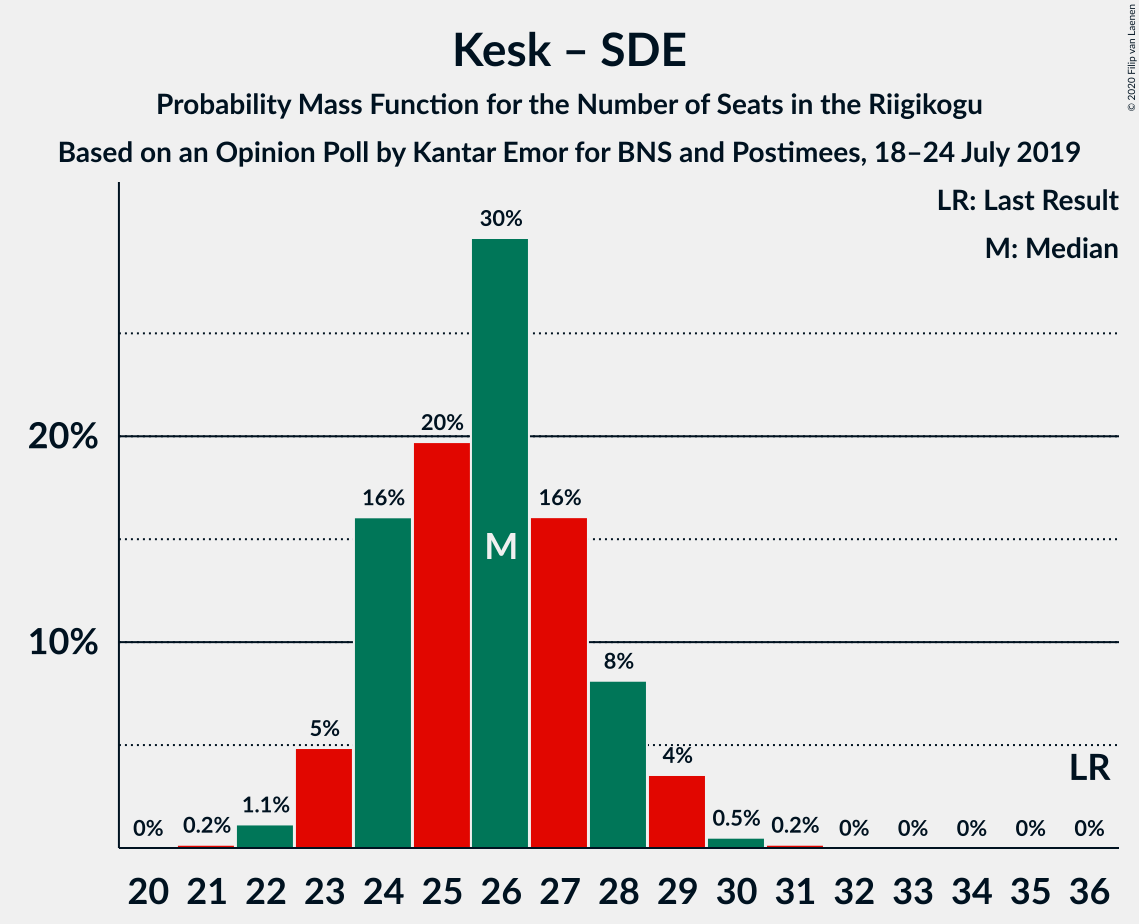 Kesk – SDE
Probability Mass Function for the Number of Seats in the Riigikogu
Based on an Opinion Poll by Kantar Emor for BNS and Postimees, 18–24 July 2019
© 2020 Filip van Laenen
LR: Last Result
M: Median
30%
20%
20%
16%
16%
M
10%
8%
5%
4%
LR
1.1%
0%
0.2%
0.5%
0.2%
0%
0%
0%
0%
0%
20 21 22 23 24 25 26 27 28 29 30 31 32 33 34 35 36